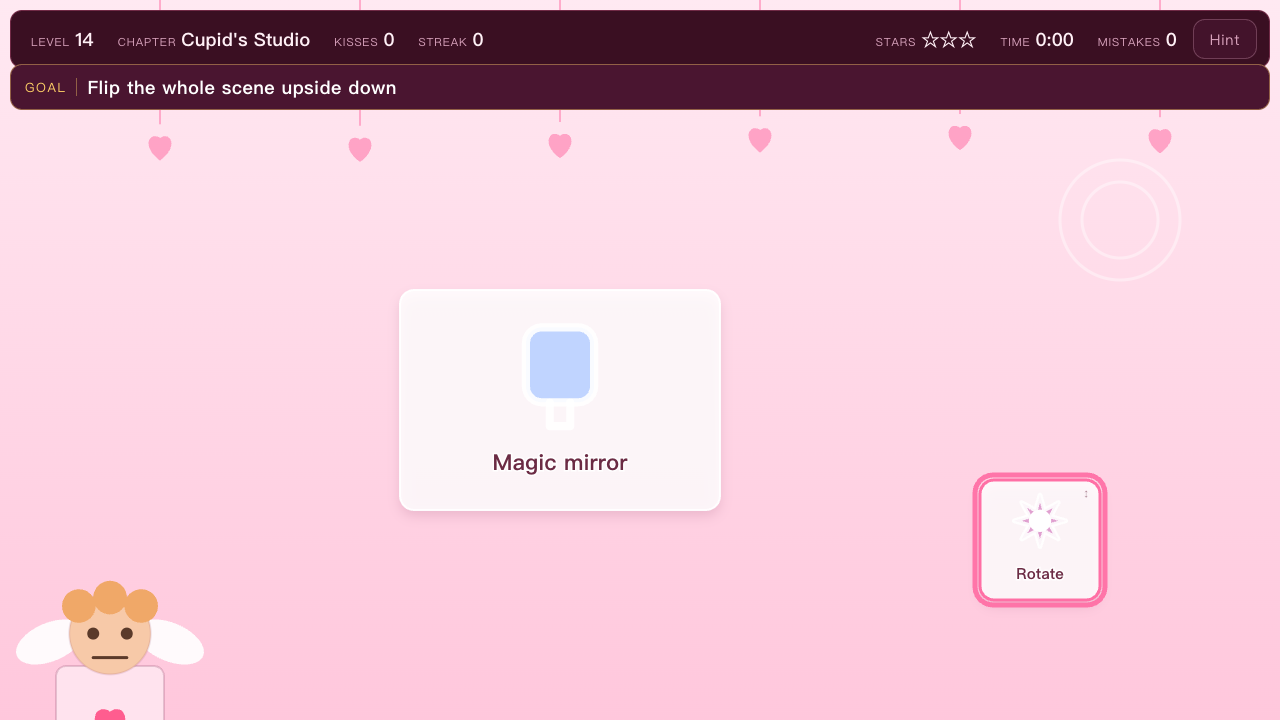 LEVEL 14 CHAPTER Cupid's Studio KISSES 0 STREAK 0 STARS ☆☆☆ TIME 0:00 MISTAKES 0 Hint
GOAL Flip the whole scene upside down
Magic mirror
↕
Rotate